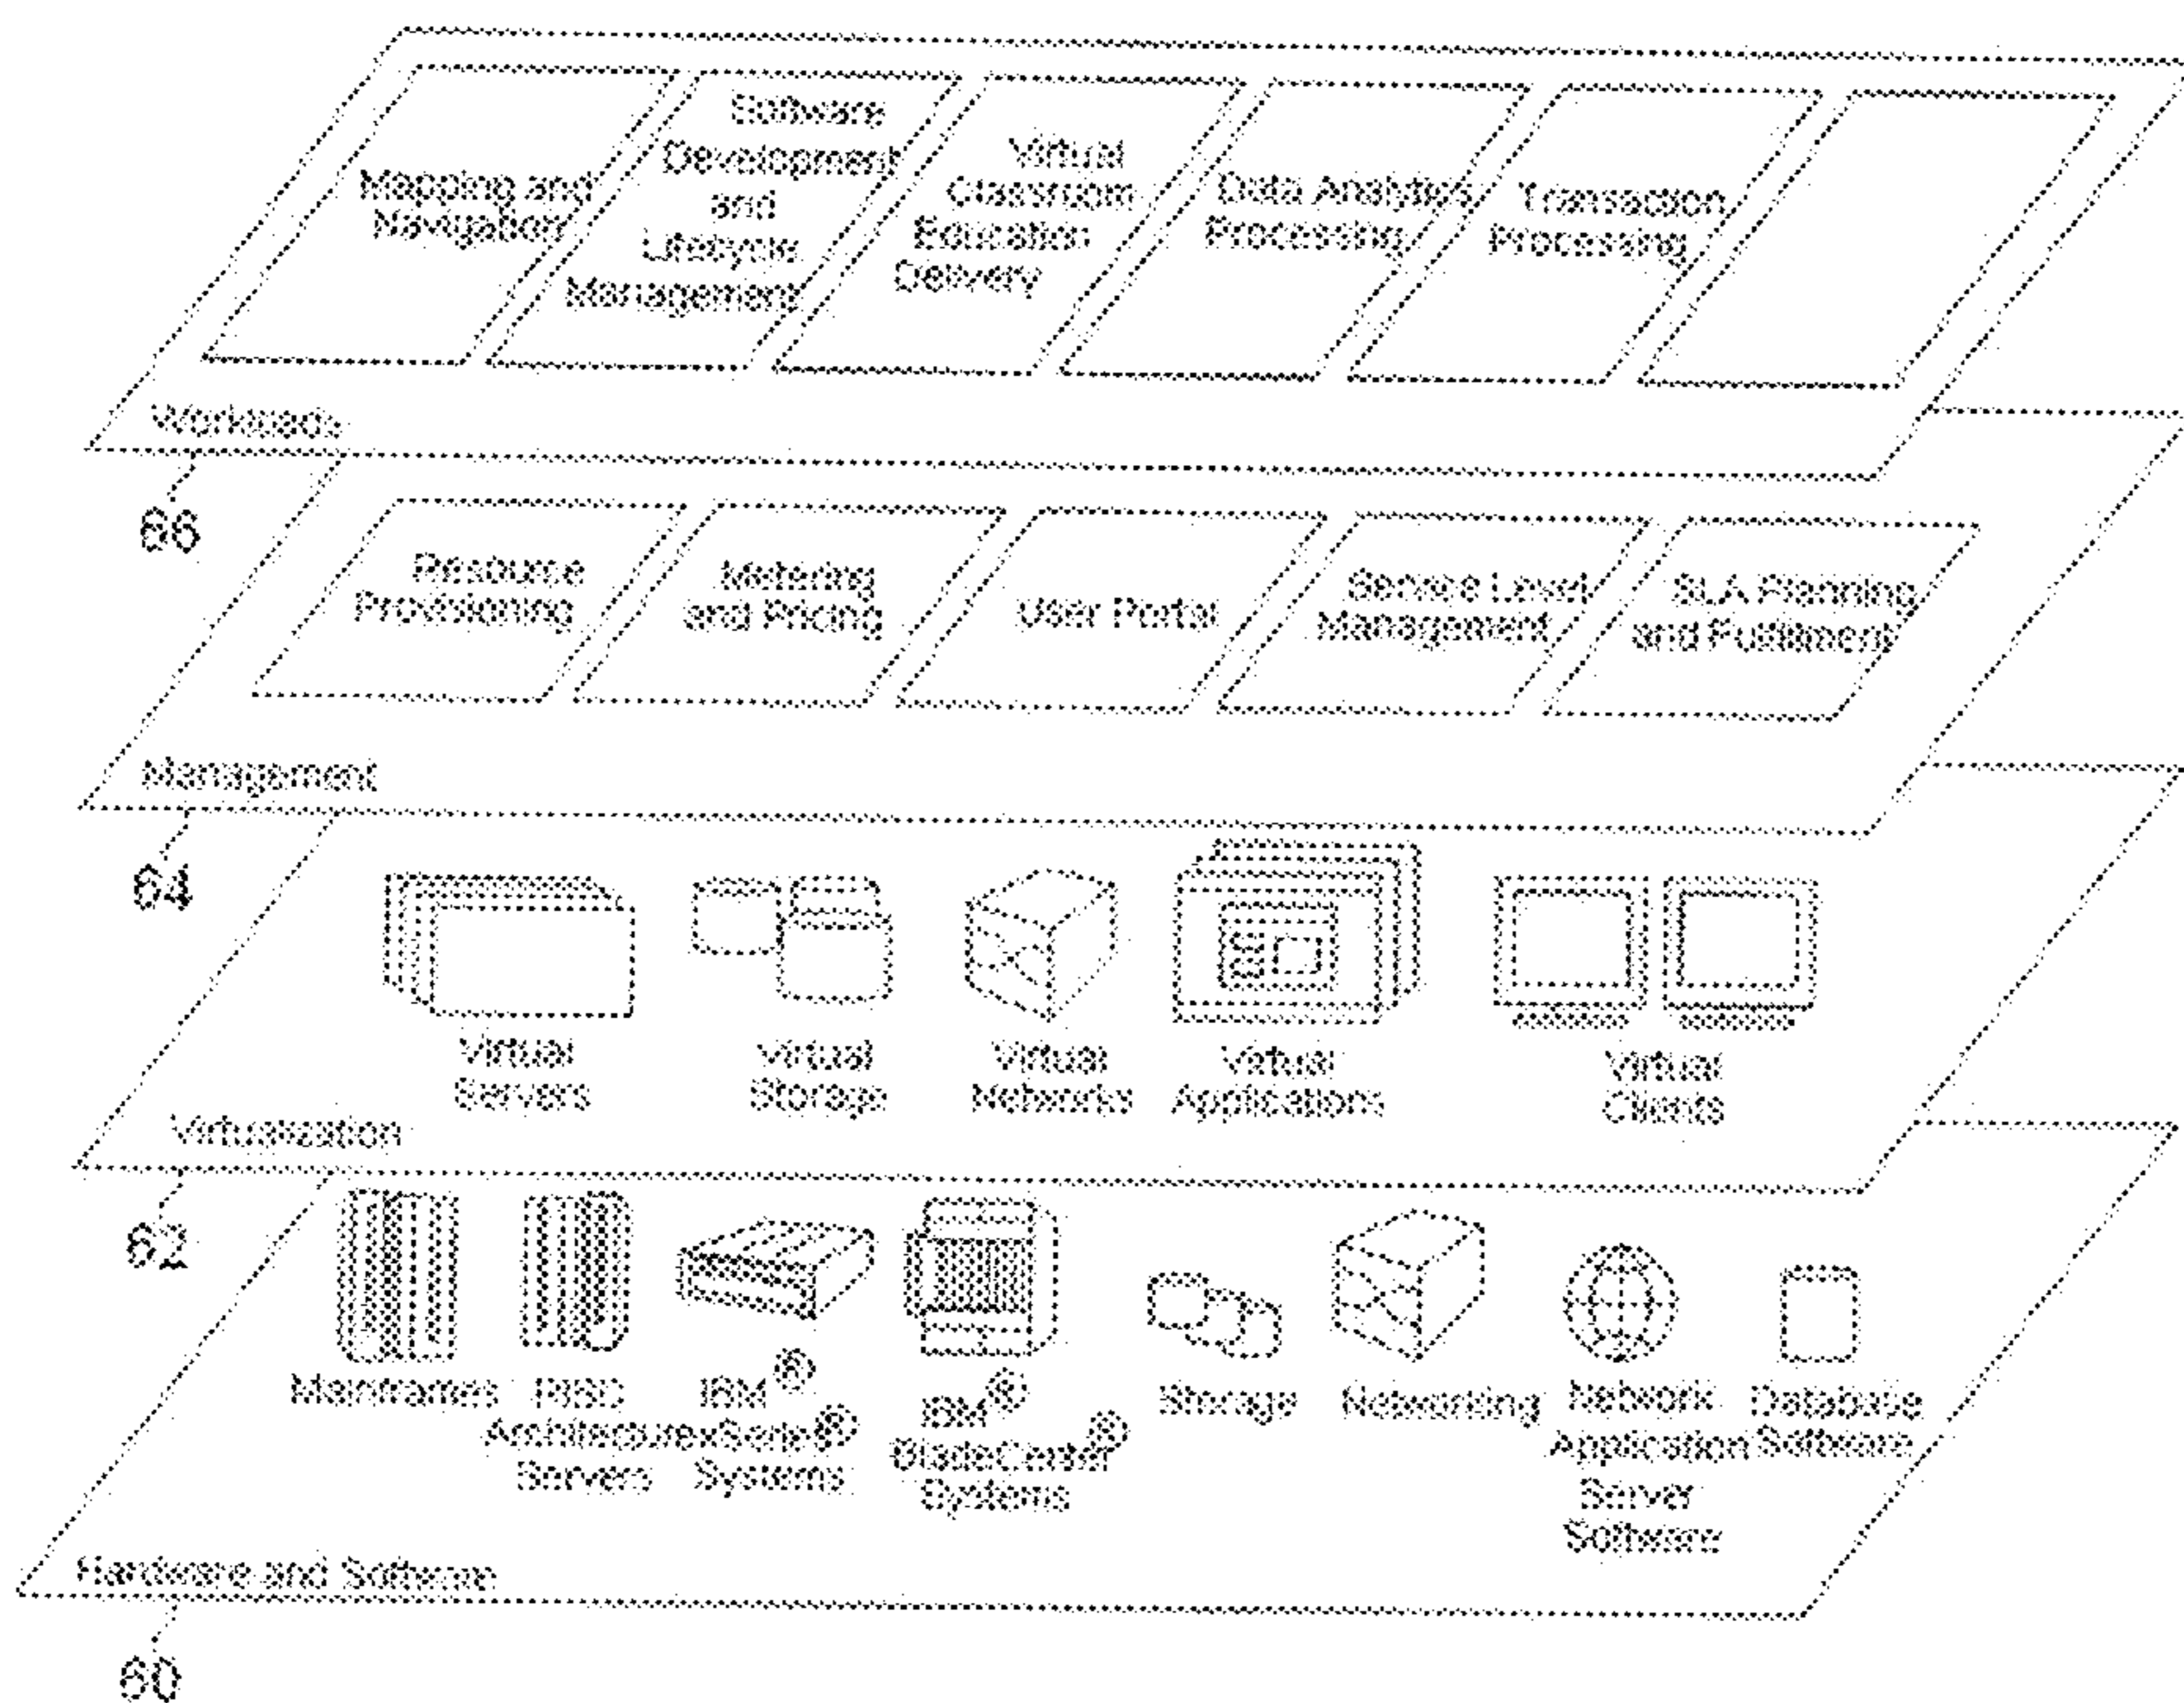 Mapping and
Navigation
Software
Development
and
Lifecycle
Management
Virtual
Classroom
Education
Delivery
Data Analytics
Processing
Transaction
Processing
Workloads
66
Resource
Provisioning
Metering
and Pricing
User Portal
Service Level
Management
SLA Planning
and Fulfillment
Management
64
Virtual
Servers
Virtual
Storage
Virtual
Networks
Virtual
Applications
Virtual
Clients
Virtualization
62
Mainframes
RISC
Architecture
Servers
IBM®
xSeries®
Systems
IBM®
BladeCenter®
Systems
Storage
Networking
Network
Application
Server
Software
Database
Software
Hardware and Software
60